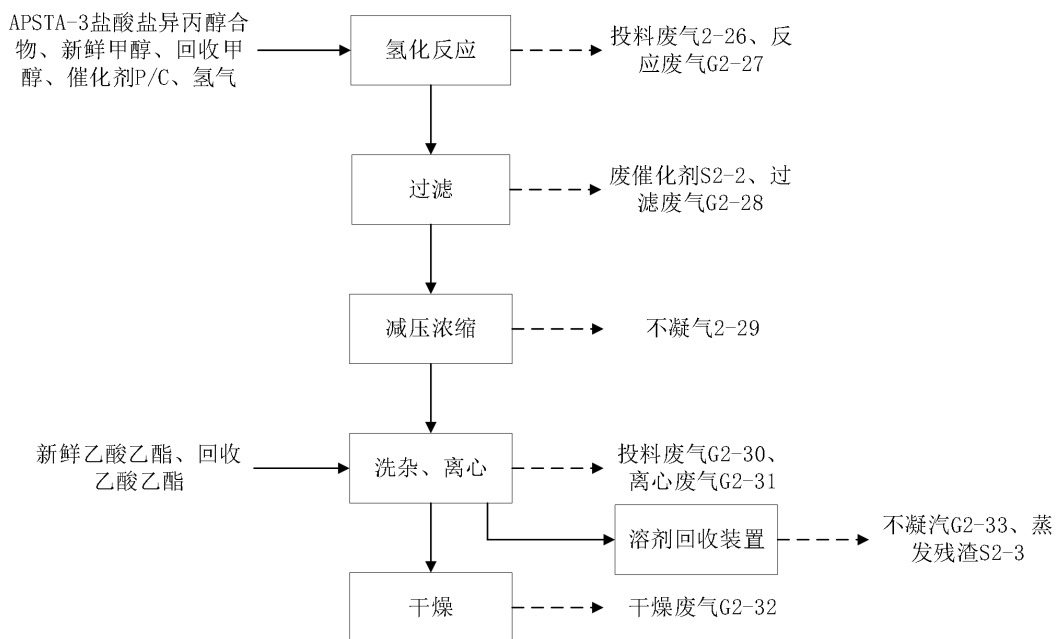 APSTA-3盐酸盐异丙醇合
物、新鲜甲醇、回收甲
醇、催化剂P/C、氢气
氢化反应
投料废气2-26、反
应废气G2-27
过滤
废催化剂S2-2、过
滤废气G2-28
减压浓缩
不凝气2-29
新鲜乙酸乙酯、回收
乙酸乙酯
洗杂、离心
投料废气G2-30、
离心废气G2-31
溶剂回收装置
不凝汽G2-33、蒸
发残渣S2-3
干燥
干燥废气G2-32